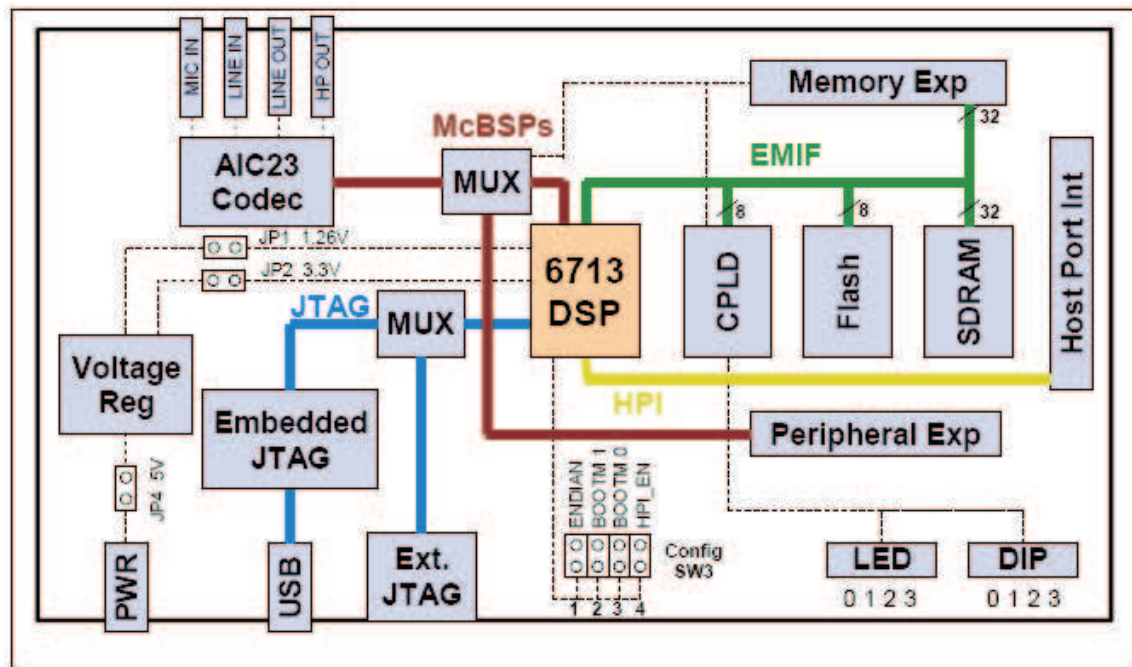 MIC IN
LINE IN
LINE OUT
HP OUT
AIC23
Codec
McBSPs
MUX
Memory Exp
32
EMIF
8
8
32
CPLD
Flash
SDRAM
Host Port Int
JP1 1.26V
JP2 3.3V
6713
DSP
JTAG
MUX
Voltage
Reg
Embedded
JTAG
HPI
Peripheral Exp
JP4 5V
ENDIAN
BOOTM 1
BOOTM 0
HPI_EN
Config
SW3
1 2 3 4
PWR
USB
Ext.
JTAG
LED
0 1 2 3
DIP
0 1 2 3